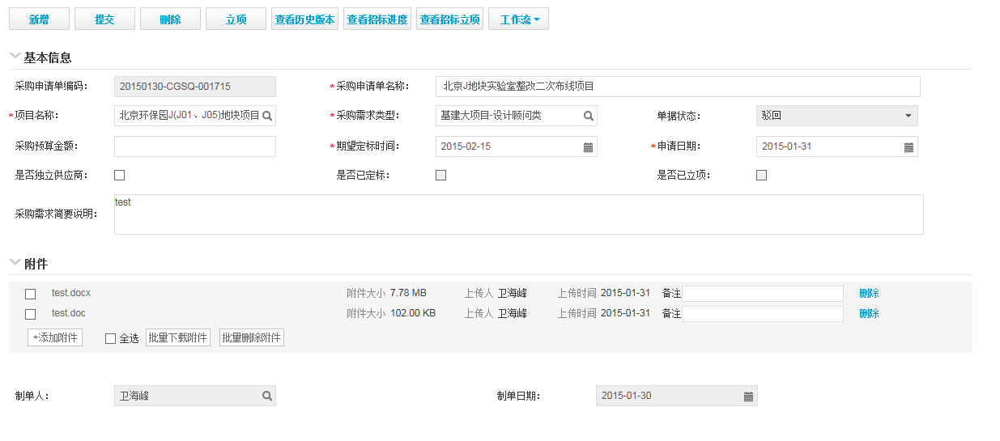 新增 提交 删除 立项 查看历史版本 查看招标进度 查看招标立项 工作流
基本信息
采购申请单编码： 20150130-CGSQ-001715 *采购申请单名称： 北京J地块实验室整改二次布线项目
*项目名称： 北京环保园J(J01、J05)地块项目 *采购需求类型： 基建大项目-设计顾问类 单据状态： 驳回
采购预算金额： *期望定标时间： 2015-02-15 *申请日期： 2015-01-31
是否独立供应商： 是否已定标： 是否已立项：
采购需求简要说明： test
附件
test.docx 附件大小 7.78 MB 上传人 卫海峰 上传时间 2015-01-31 备注 删除
test.doc 附件大小 102.00 KB 上传人 卫海峰 上传时间 2015-01-31 备注 删除
+添加附件 全选 批量下载附件 批量删除附件
制单人： 卫海峰 制单日期： 2015-01-30